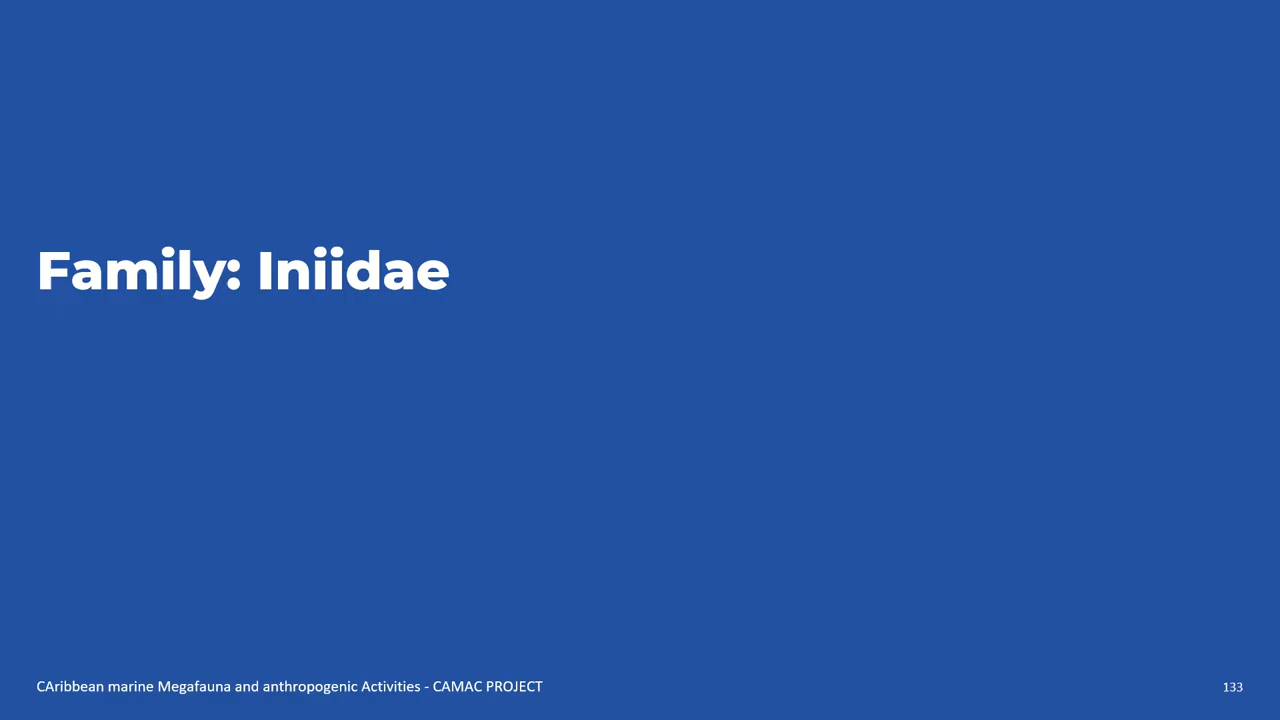 Family: Iniidae
CAribbean marine Megafauna and anthropogenic Activities - CAMAC PROJECT
133